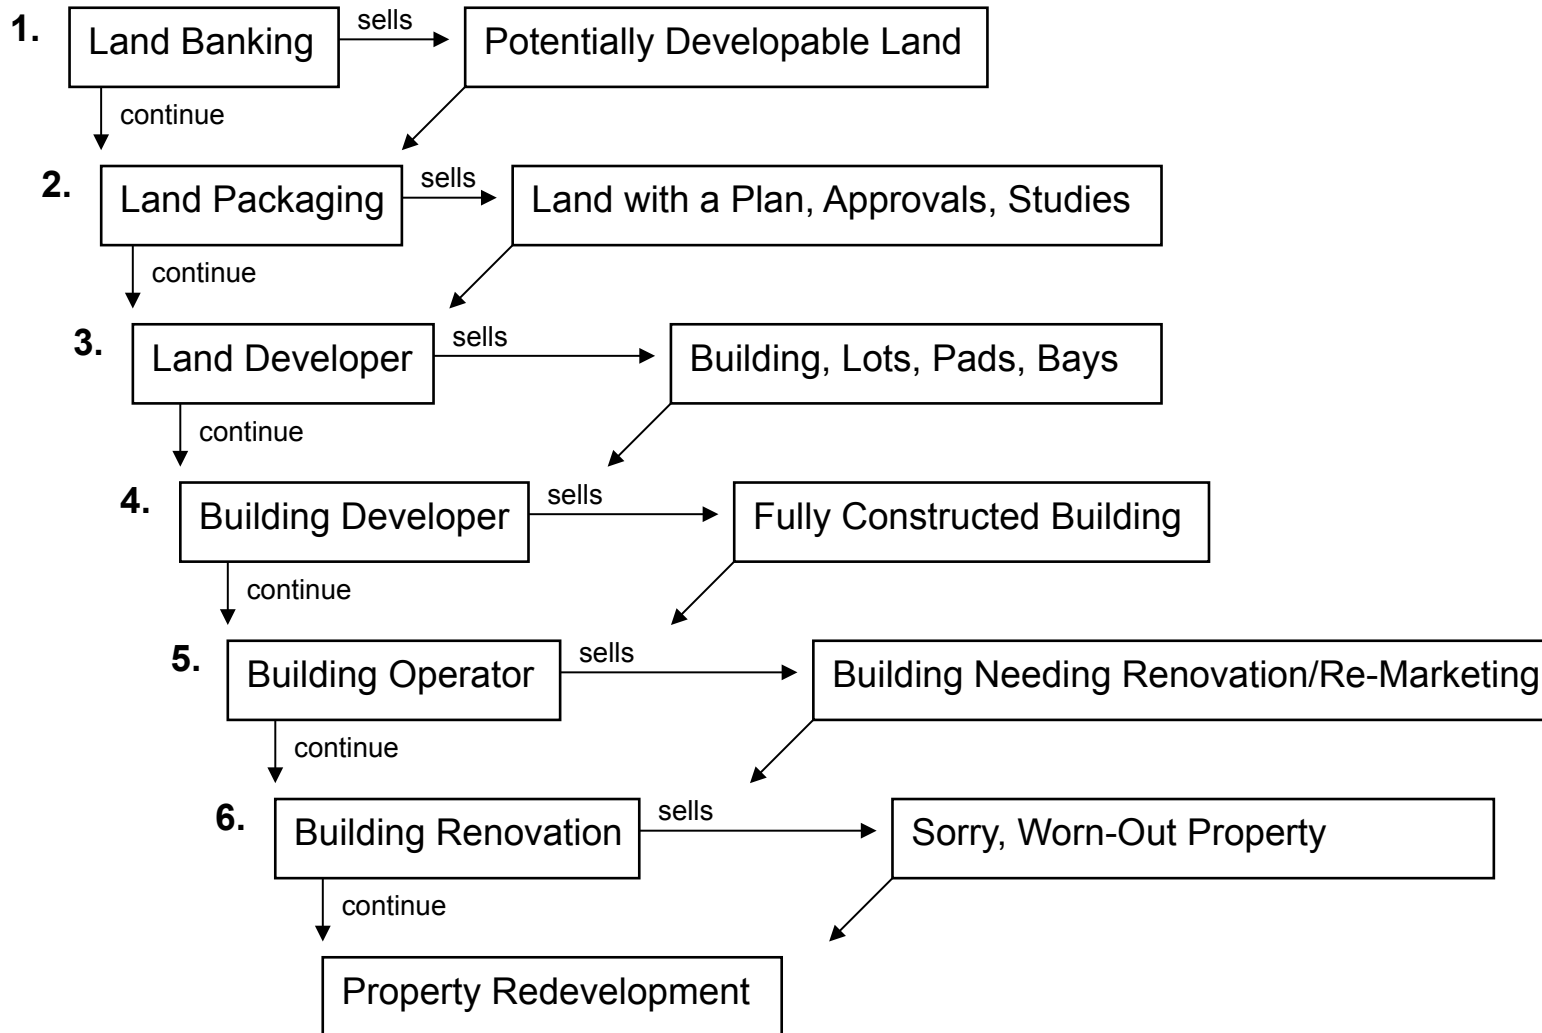 1. Land Banking sells Potentially Developable Land
continue
2. Land Packaging sells Land with a Plan, Approvals, Studies
continue
3. Land Developer sells Building, Lots, Pads, Bays
continue
4. Building Developer sells Fully Constructed Building
continue
5. Building Operator sells Building Needing Renovation/Re-Marketing
continue
6. Building Renovation sells Sorry, Worn-Out Property
continue
Property Redevelopment